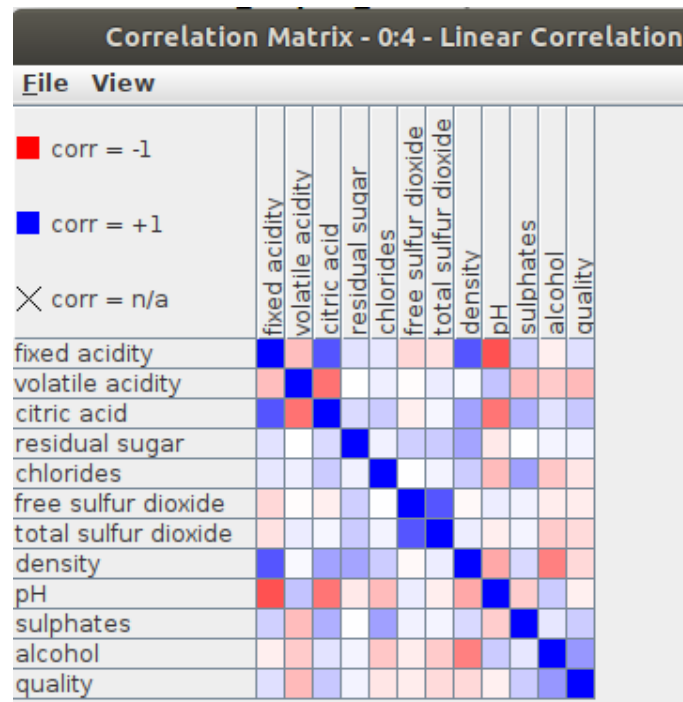 Correlation Matrix - 0:4 - Linear Correlation
File View
corr = -1
corr = +1
corr = n/a
fixed acidity
volatile acidity
citric acid
residual sugar
chlorides
free sulfur dioxide
total sulfur dioxide
density
pH
sulphates
alcohol
quality
fixed acidity
volatile acidity
citric acid
residual sugar
chlorides
free sulfur dioxide
total sulfur dioxide
density
pH
sulphates
alcohol
quality